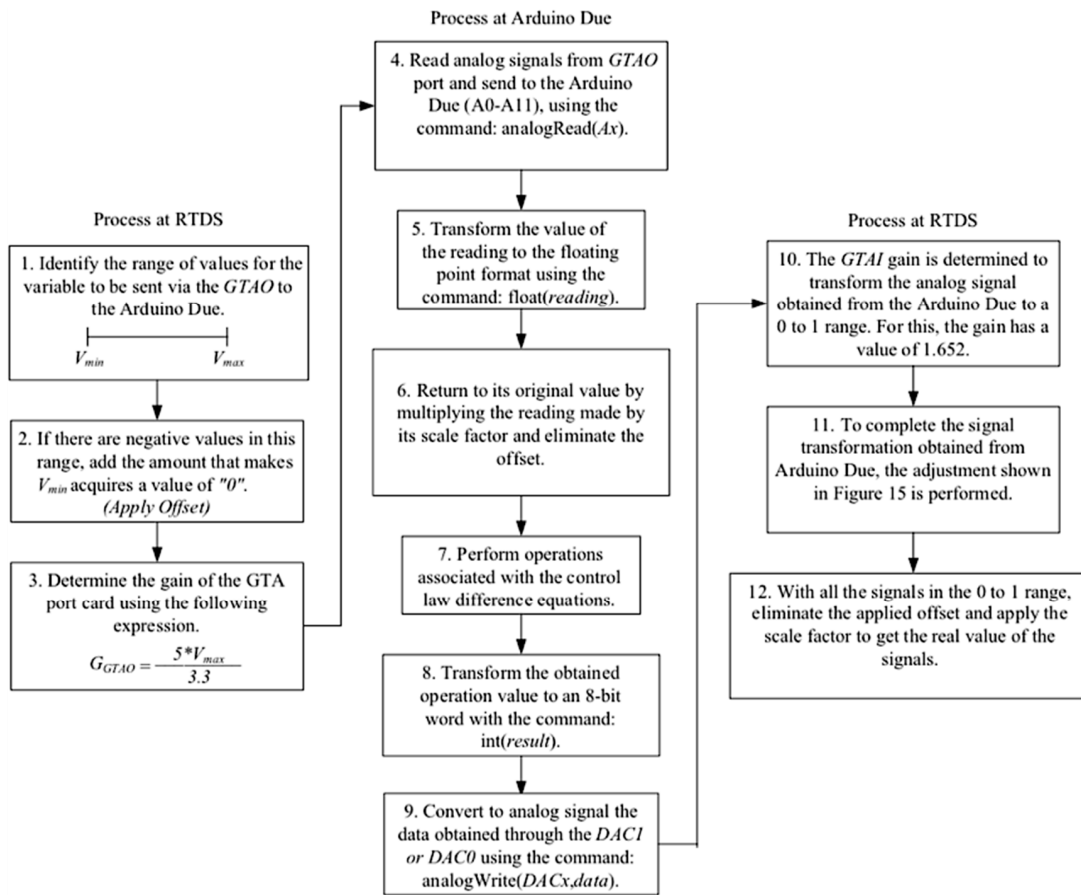 Process at RTDS
1. Identify the range of values for the
variable to be sent via the GTAO to
the Arduino Due.
Vmin
Vmax
2. If there are negative values in this
range, add the amount that makes
Vmin acquires a value of "0".
(Apply Offset)
3. Determine the gain of the GTA
port card using the following
expression.
GGTAO = 5*Vmax
3.3
Process at Arduino Due
4. Read analog signals from GTAO
port and send to the Arduino
Due (A0-A11), using the
command: analogRead(Ax).
5. Transform the value of
the reading to the floating
point format using the
command: float(reading).
6. Return to its original value by
multiplying the reading made by
its scale factor and eliminate the
offset.
7. Perform operations
associated with the control
law difference equations.
8. Transform the obtained
operation value to an 8-bit
word with the command:
int(result).
9. Convert to analog signal the
data obtained through the DAC1
or DAC0 using the command:
analogWrite(DACx,data).
Process at RTDS
10. The GTAI gain is determined to
transform the analog signal
obtained from the Arduino Due to a
0 to 1 range. For this, the gain has a
value of 1.652.
11. To complete the signal
transformation obtained from
Arduino Due, the adjustment shown
in Figure 15 is performed.
12. With all the signals in the 0 to 1 range,
eliminate the applied offset and apply the
scale factor to get the real value of the
signals.